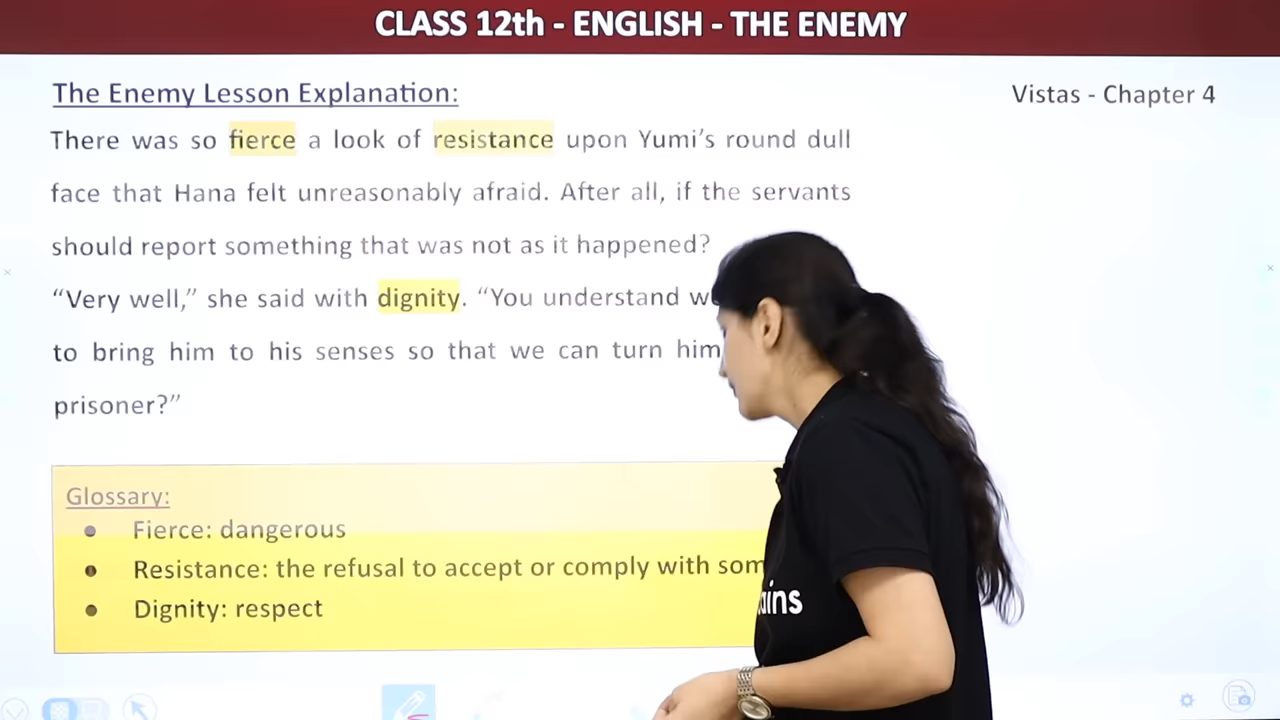 CLASS 12th - ENGLISH - THE ENEMY
The Enemy Lesson Explanation:
Vistas - Chapter 4
There was so fierce a look of resistance upon Yumi’s round dull
face that Hana felt unreasonably afraid. After all, if the servants
should report something that was not as it happened?
“Very well,” she said with dignity. “You understand
to bring him to his senses so that we can turn him
prisoner?”
Glossary:
● Fierce: dangerous
● Resistance: the refusal to accept or comply with
● Dignity: respect